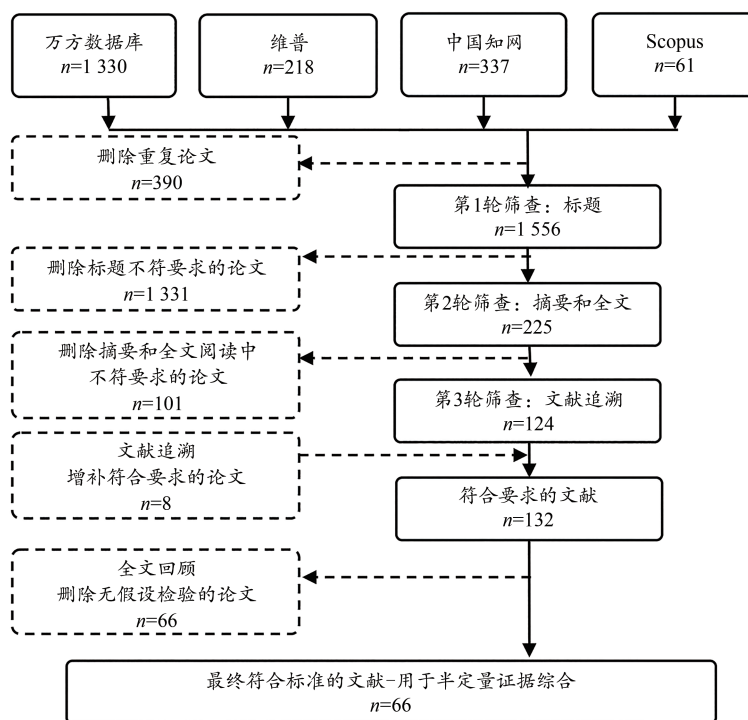 万方数据库
n=1 330
维普
n=218
中国知网
n=337
Scopus
n=61
删除重复论文
n=390
第1轮筛查：标题
n=1 556
删除标题不符要求的论文
n=1 331
第2轮筛查：摘要和全文
n=225
删除摘要和全文阅读中
不符要求的论文
n=101
第3轮筛查：文献追溯
n=124
文献追溯
增补符合要求的论文
n=8
符合要求的文献
n=132
全文回顾
删除无假设检验的论文
n=66
最终符合标准的文献-用于半定量证据综合
n=66